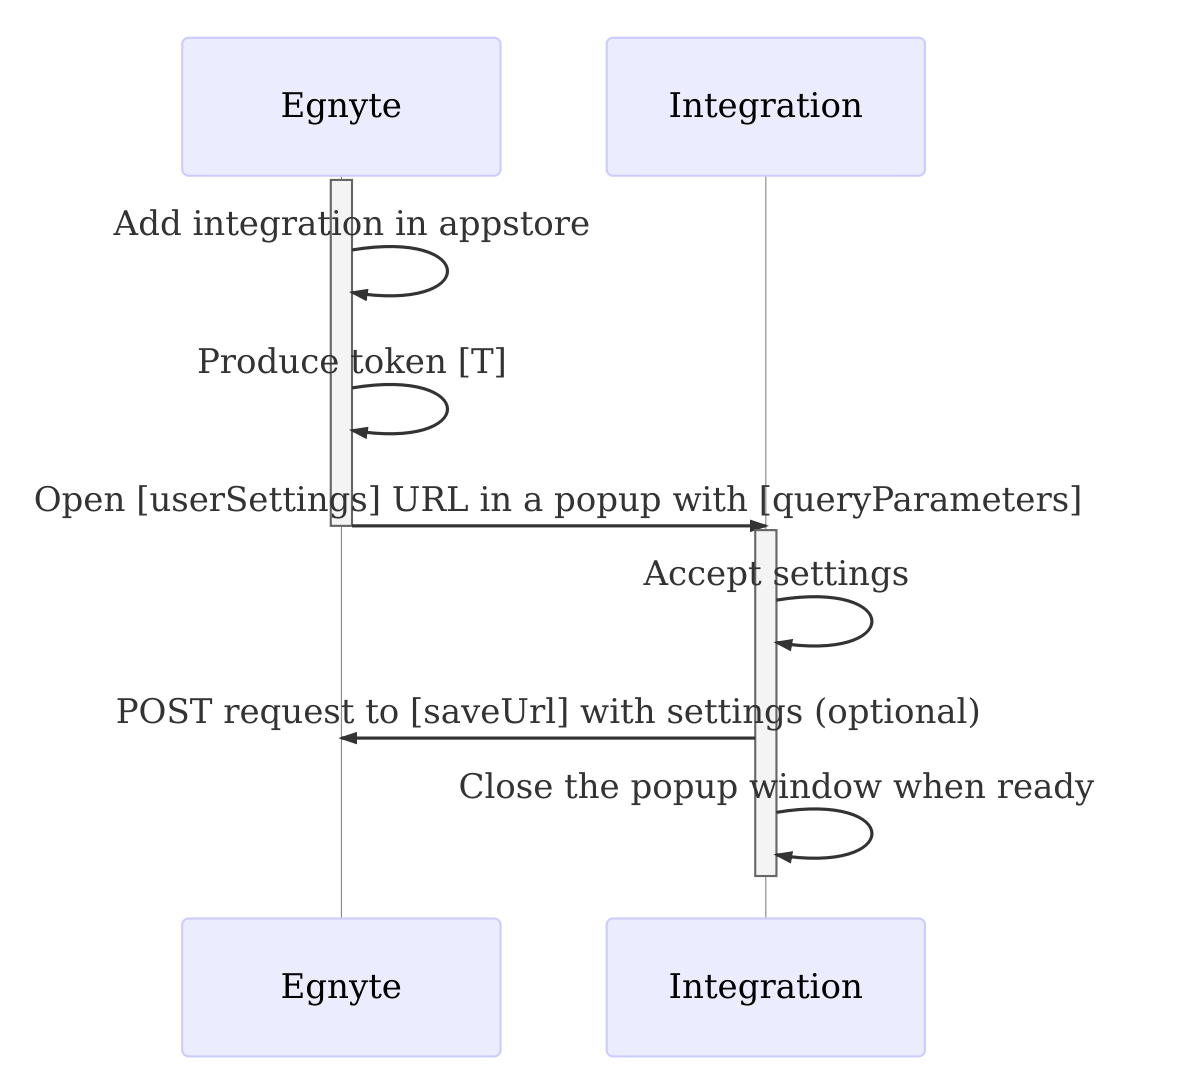 Egnyte
Integration
Add integration in appstore
Produce token [T]
Open [userSettings] URL in a popup with [queryParameters]
Accept settings
POST request to [saveUrl] with settings (optional)
Close the popup window when ready
Egnyte
Integration